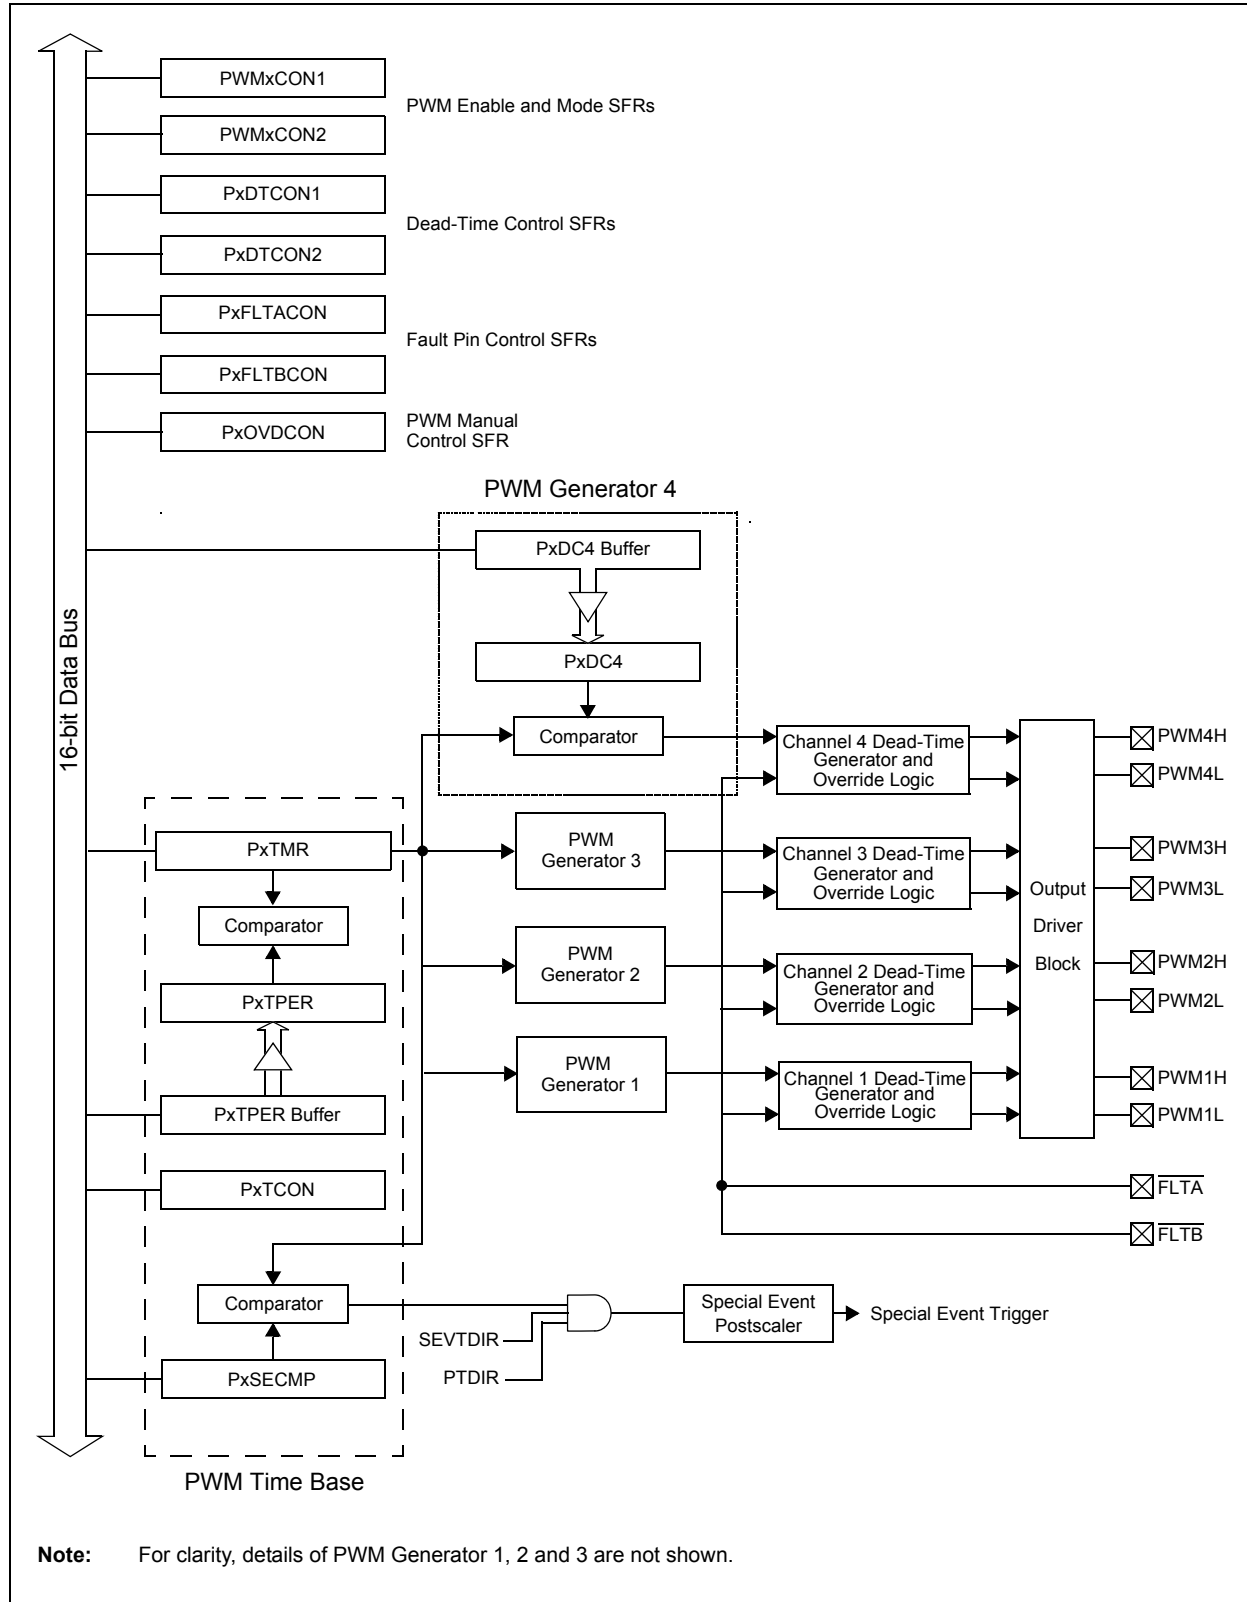 PWMxCON1
PWM Enable and Mode SFRs
PWMxCON2
PxDTCON1
Dead-Time Control SFRs
PxDTCON2
PxFLTACON
Fault Pin Control SFRs
PxFLTBCON
PxOVDCON
PWM Manual
Control SFR
PWM Generator 4
PxDC4 Buffer
PxDC4
Comparator
16-bit Data Bus
Channel 4 Dead-Time
Generator and
Override Logic
PWM4H
PWM4L
PxTMR
PWM
Generator 3
Channel 3 Dead-Time
Generator and
Override Logic
PWM3H
PWM3L
Output
Driver
Block
Comparator
PxTPER
PWM
Generator 2
Channel 2 Dead-Time
Generator and
Override Logic
PWM2H
PWM2L
PxTPER Buffer
PWM
Generator 1
Channel 1 Dead-Time
Generator and
Override Logic
PWM1H
PWM1L
PxTCON
FLTA
FLTB
Comparator
SEVTDIR
PTDIR
Special Event
Postscaler
Special Event Trigger
PxSECMP
PWM Time Base
Note: For clarity, details of PWM Generator 1, 2 and 3 are not shown.